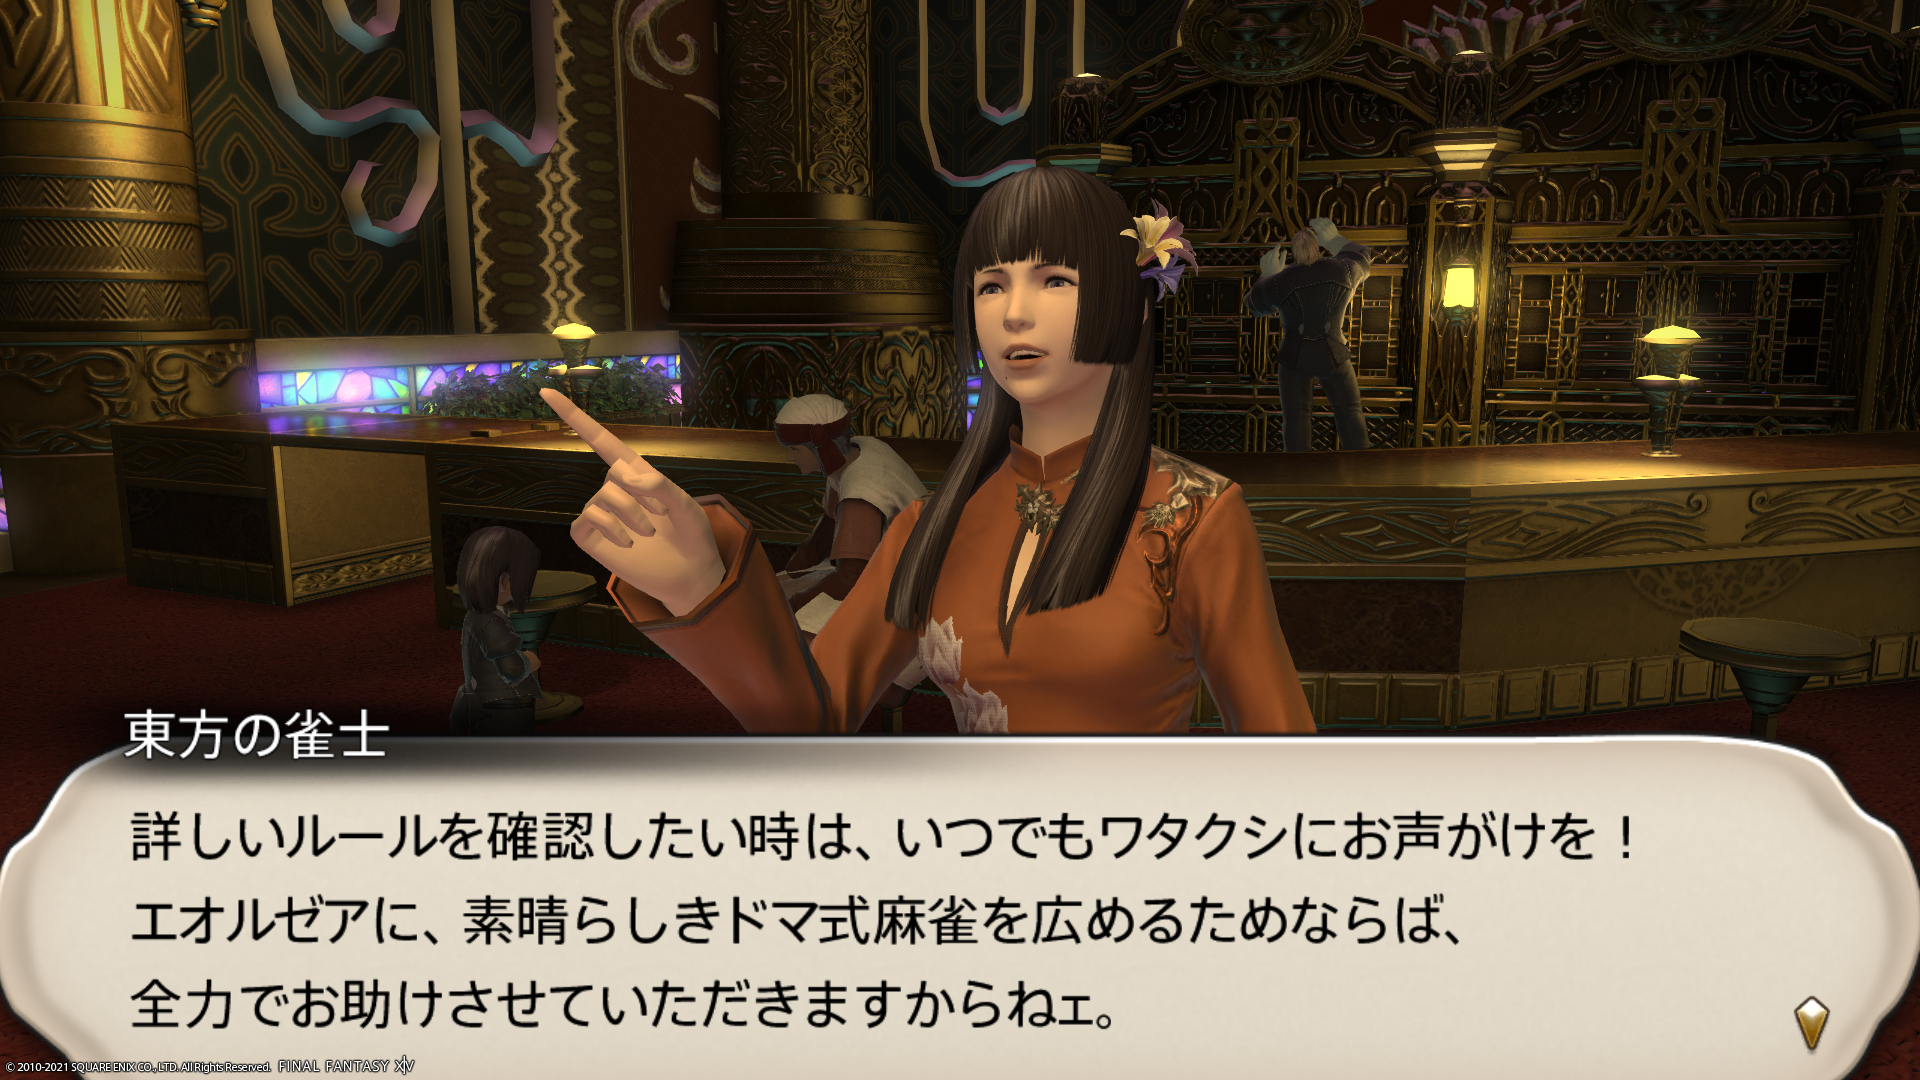 東方の雀士
詳しいルールを確認したい時は、いつでもワタクシにお声がけを！
エオルゼアに、素晴らしきドマ式麻雀を広めるためならば、
全力でお助けさせていただきますからねェ。
© 2010-2021 SQUARE ENIX CO., LTD. All Rights Reserved. FINAL FANTASY XIV